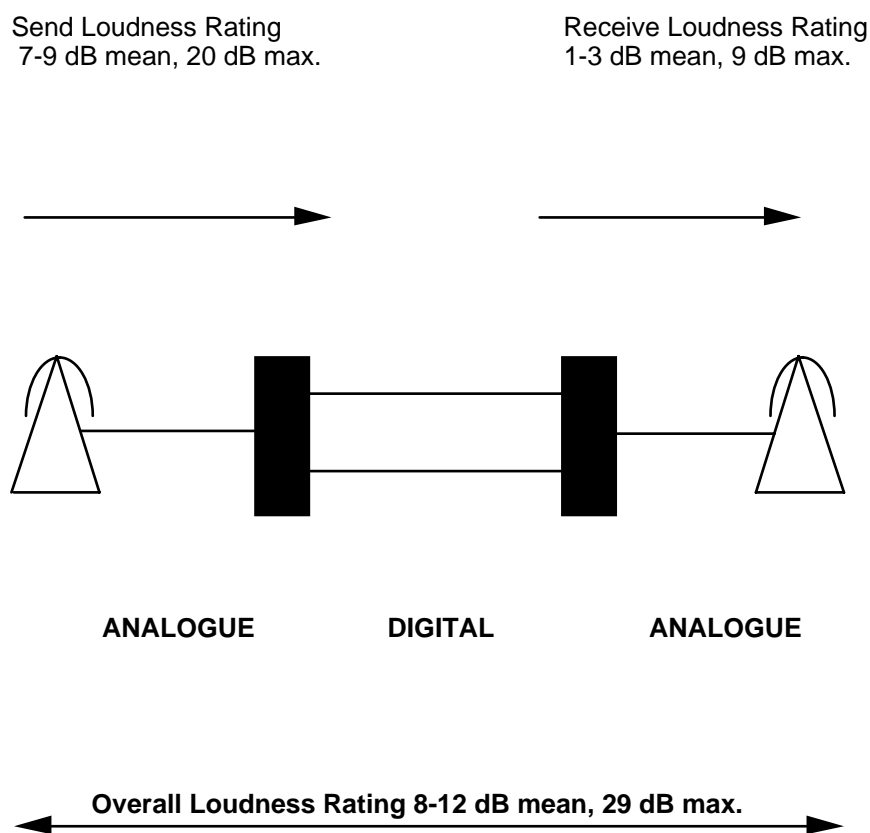 Send Loudness Rating
7-9 dB mean, 20 dB max.
Receive Loudness Rating
1-3 dB mean, 9 dB max.
ANALOGUE
DIGITAL
ANALOGUE
Overall Loudness Rating 8-12 dB mean, 29 dB max.